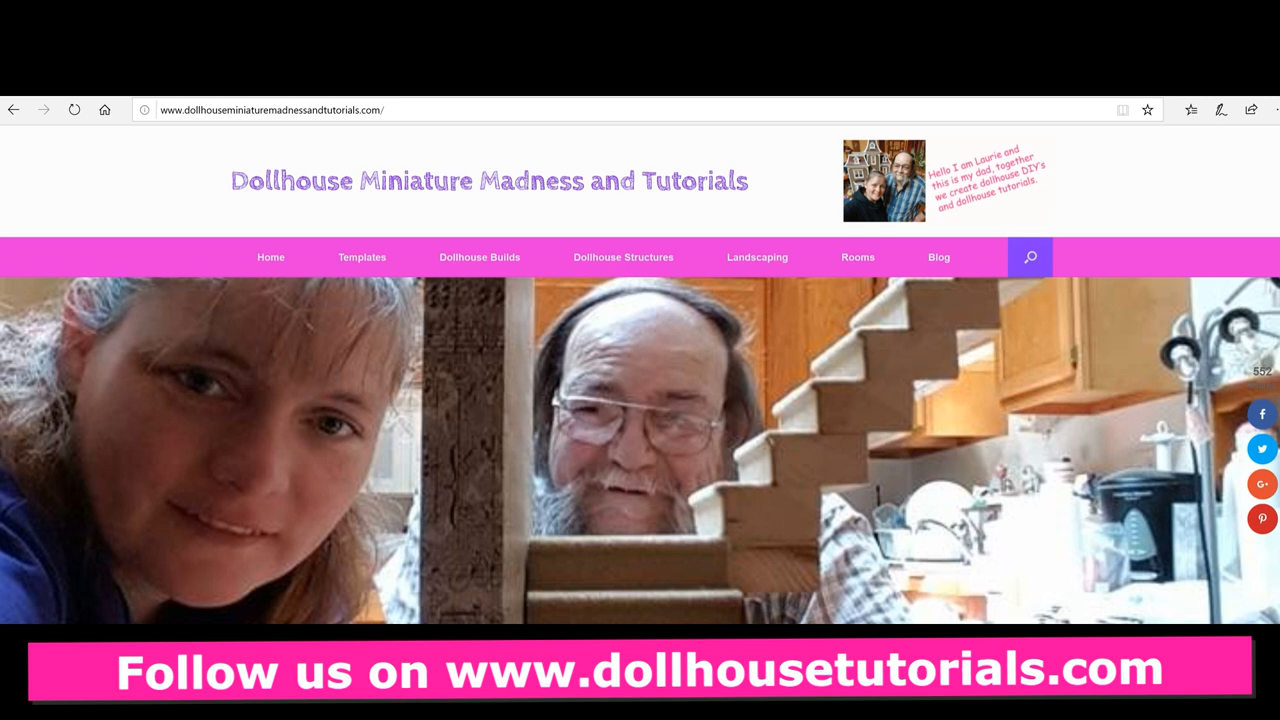 www.dollhouseminiaturemadnessandtutorials.com/
Dollhouse Miniature Madness and Tutorials
Hello I am Laurie and
this is my dad, together
we create dollhouse DIY's
and dollhouse tutorials.
Home Templates Dollhouse Builds Dollhouse Structures Landscaping Rooms Blog
552
Follow us on www.dollhousetutorials.com